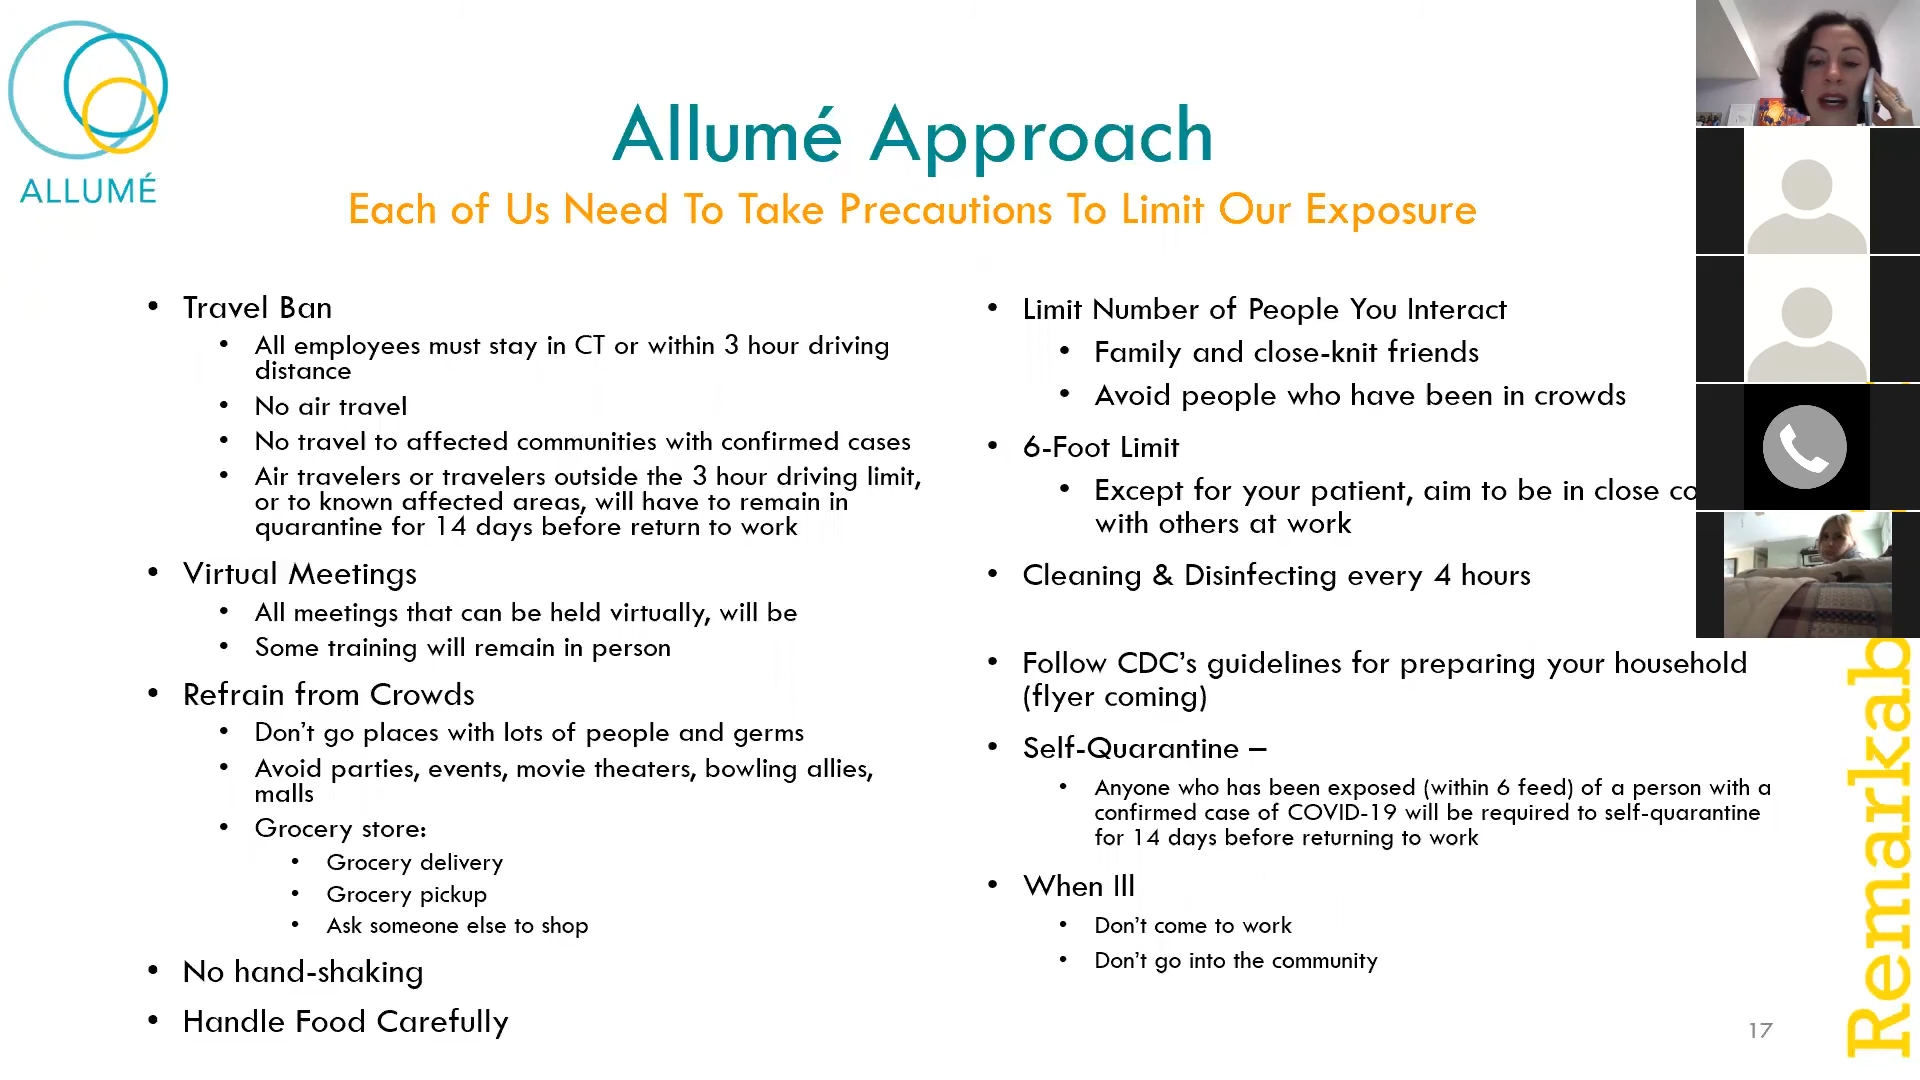 ALLUMÉ
Allumé Approach
Each of Us Need To Take Precautions To Limit Our Exposure
• Travel Ban
• All employees must stay in CT or within 3 hour driving
distance
• No air travel
• No travel to affected communities with confirmed cases
• Air travelers or travelers outside the 3 hour driving limit,
or to known affected areas, will have to remain in
quarantine for 14 days before return to work
• Virtual Meetings
• All meetings that can be held virtually, will be
• Some training will remain in person
• Refrain from Crowds
• Don't go places with lots of people and germs
• Avoid parties, events, movie theaters, bowling allies,
malls
• Grocery store:
• Grocery delivery
• Grocery pickup
• Ask someone else to shop
• No hand-shaking
• Handle Food Carefully
• Limit Number of People You Interact
• Family and close-knit friends
• Avoid people who have been in crowds
• 6-Foot Limit
• Except for your patient, aim to be in close co
with others at work
• Cleaning & Disinfecting every 4 hours
• Follow CDC's guidelines for preparing your household
(flyer coming)
• Self-Quarantine –
• Anyone who has been exposed (within 6 feed) of a person with a
confirmed case of COVID-19 will be required to self-quarantine
for 14 days before returning to work
• When Ill
• Don't come to work
• Don't go into the community
17
Remarkab